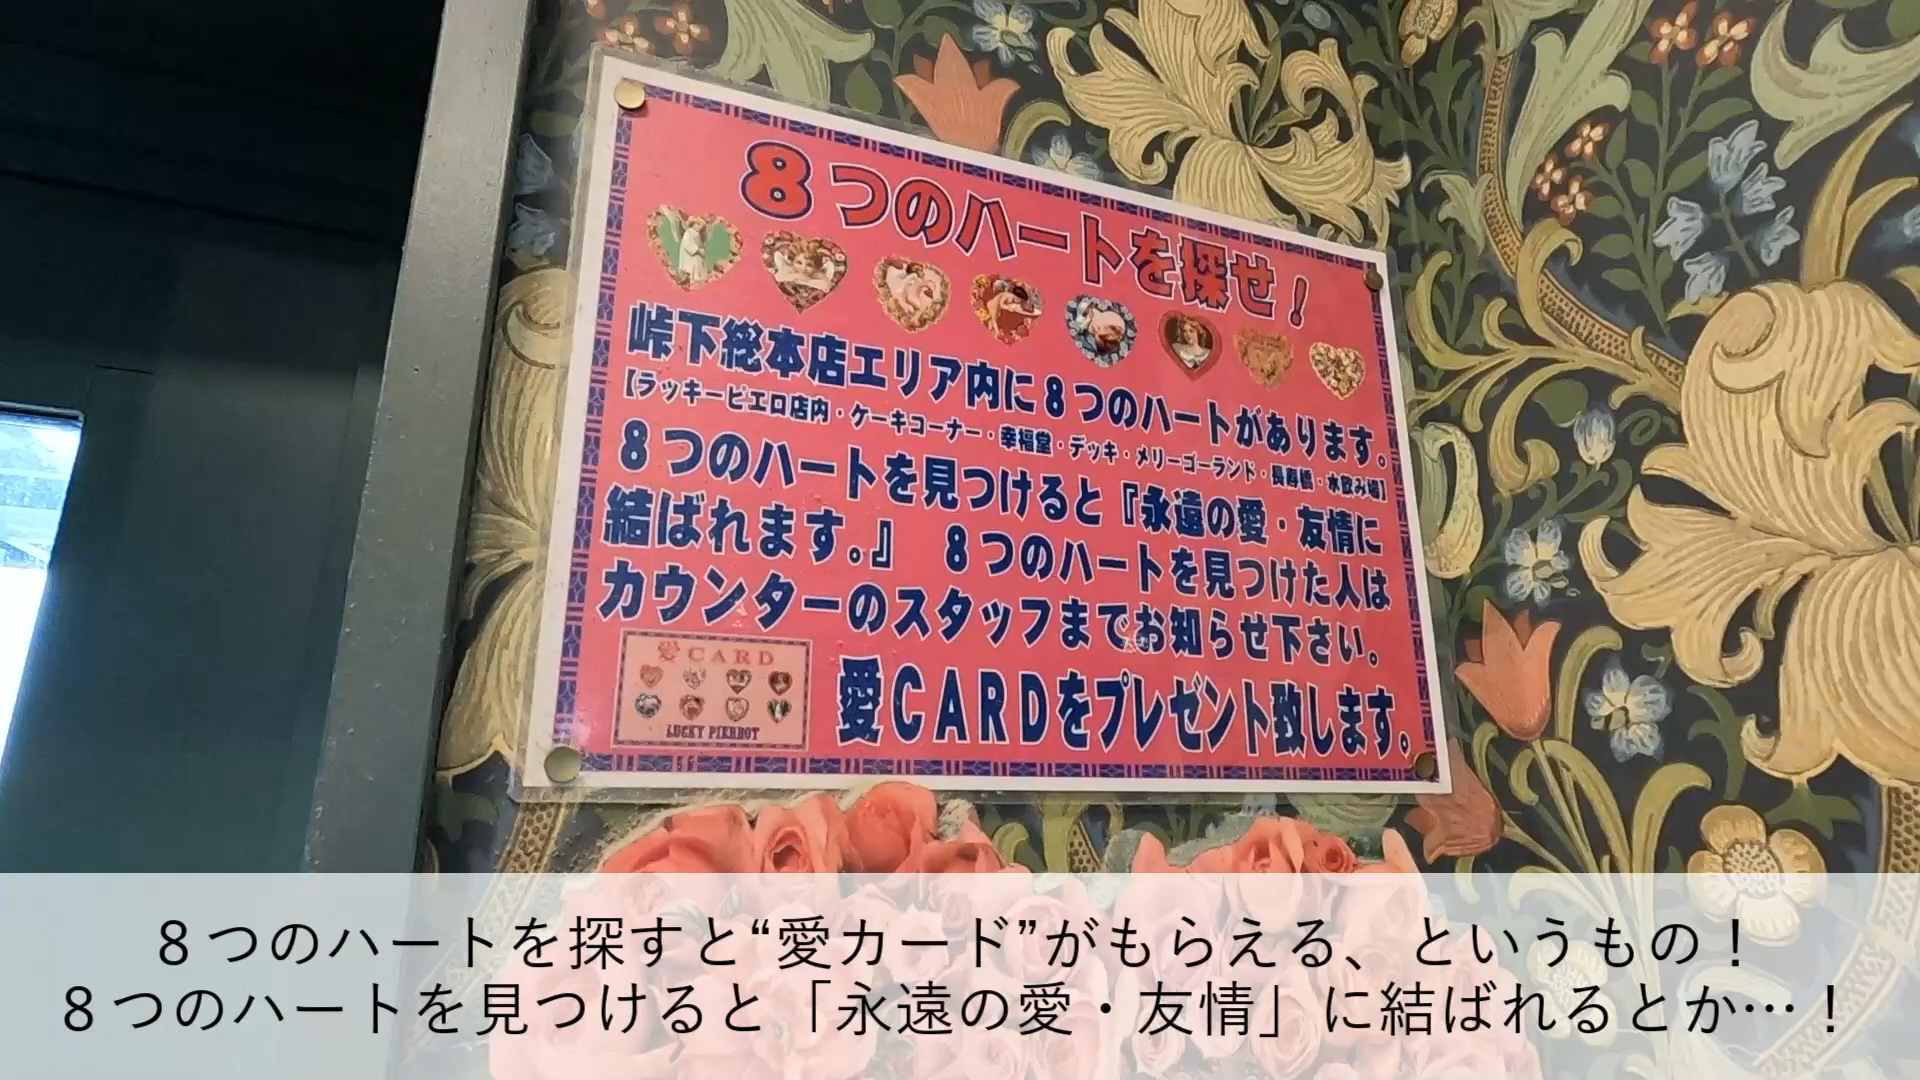 ８つのハートを探せ！
峠下総本店エリア内に８つのハートがあります。
【ラッキーピエロ店内・ケーキコーナー・幸福堂・デッキ・メリーゴーランド・長寿橋・水飲み場】
８つのハートを見つけると『永遠の愛・友情に
結ばれます。』　８つのハートを見つけた人は
カウンターのスタッフまでお知らせ下さい。
愛CARD
LUCKY PIERROT
愛CARDをプレゼント致します。
８つのハートを探すと“愛カード”がもらえる、というもの！
８つのハートを見つけると「永遠の愛・友情」に結ばれるとか…！